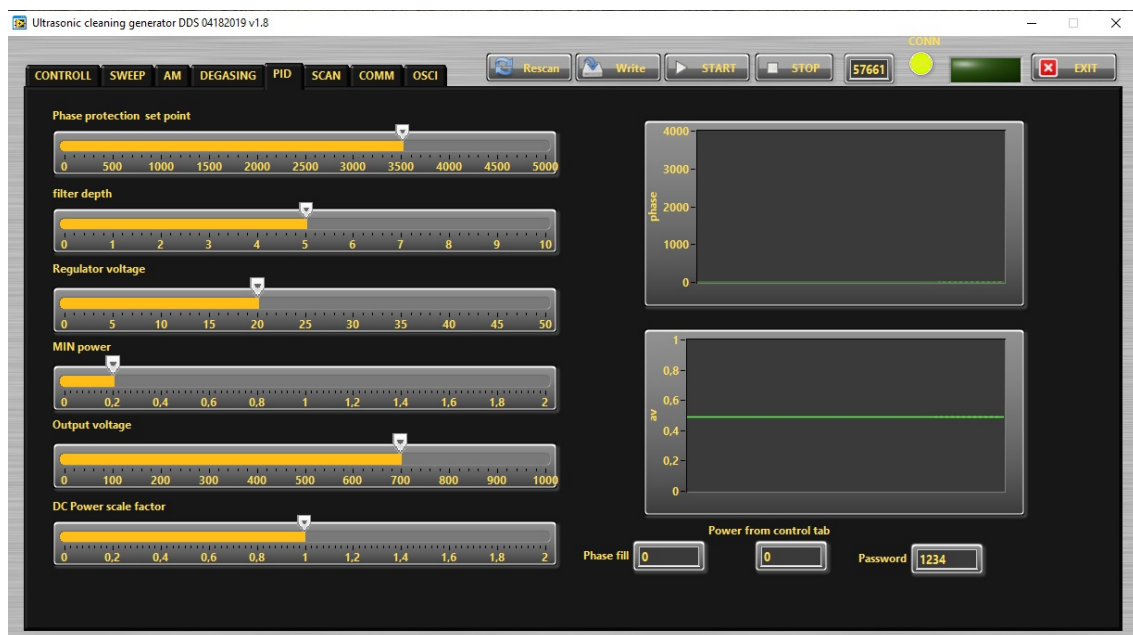 Ultrasonic cleaning generator DDS 04182019 v1.8
CONN
CONTROLL SWEEP AM DEGASING PID SCAN COMM OSCI
Rescan Write START STOP 57661 EXIT
Phase protection set point
0 500 1000 1500 2000 2500 3000 3500 4000 4500 5000
filter depth
0 1 2 3 4 5 6 7 8 9 10
Regulator voltage
0 5 10 15 20 25 30 35 40 45 50
MIN power
0 0,2 0,4 0,6 0,8 1 1,2 1,4 1,6 1,8 2
Output voltage
0 100 200 300 400 500 600 700 800 900 1000
DC Power scale factor
0 0,2 0,4 0,6 0,8 1 1,2 1,4 1,6 1,8 2
phase
4000
3000
2000
1000
0
av
1
0,8
0,6
0,4
0,2
0
Power from control tab
Phase fill 0 0 Password 1234